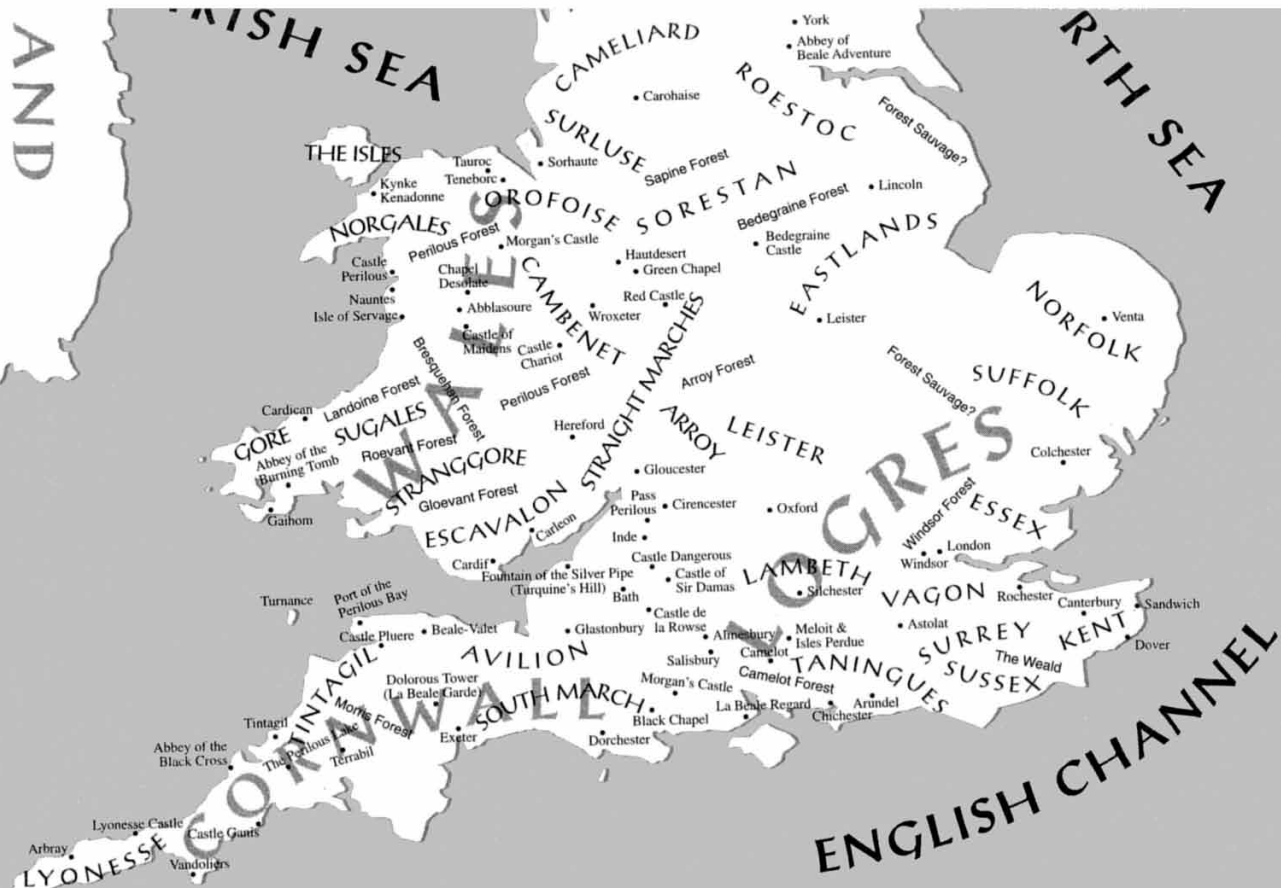 RISH SEA
AND
RTH SEA
York
Abbey of
Beale Adventure
CAMELIARD
Carohaise
ROESTOC
Forest Sauvage?
SURLUSE
THE ISLES
Tauroc
Teneborc
Sorhaute
Sapine Forest
Kynke
Kenadonne
OROFOISE
SORESTAN
Lincoln
Bedegraine Forest
NORGALES
Perilous Forest
Morgan's Castle
Bedegraine
Castle
EASTLANDS
Castle
Perilous
Chapel
Desolate
Hautdesert
Green Chapel
CAMBENET
Nauntes
Isle of Servage
Abblasoure
Wroxeter
Red Castle
Leister
NORFOLK
Venta
Castle of
Maidens
Castle
Chariot
WALES
Bresquehan Forest
Perilous Forest
STRAIGHT MARCHES
Arroy Forest
Forest Sauvage?
SUFFOLK
Cardican
Landoine Forest
GORE
SUGALES
Hereford
ARROY
LEISTER
LOGRES
Abbey of the
Burning Tomb
Roevant Forest
STRANGGORE
Gloucester
Colchester
Gloevant Forest
Gaihom
ESCAVALON
Carleon
Pass
Perilous
Cirencester
Oxford
Windsor Forest
ESSEX
Inde
London
Windsor
Cardif
Fountain of the Silver Pipe
(Turquine's Hill)
Castle Dangerous
Castle of
Sir Damas
LAMBETH
Silchester
VAGON
Rochester
Canterbury
Sandwich
Bath
Turnance
Port of the
Perilous Bay
Castle Pluere
Beale-Valet
Glastonbury
Castle de
la Rowse
Almesbury
Meloit &
Isles Perdue
Astolat
SURREY
KENT
Dover
AVILION
Salisbury
Camelot
TANINGUES
SUSSEX
The Weald
TINTAGIL
Dolorous Tower
(La Beale Garde)
SOUTH MARCH
Morgan's Castle
Camelot Forest
Morris Forest
CORNWALL
Black Chapel
La Beale Regard
Arundel
Chichester
Tintagil
Exeter
Dorchester
Abbey of the
Black Cross
The Perilous Lake
Terrabil
ENGLISH CHANNEL
Lyonesse Castle
Castle Ganis
Arbray
LYONESSE
Vandoliers